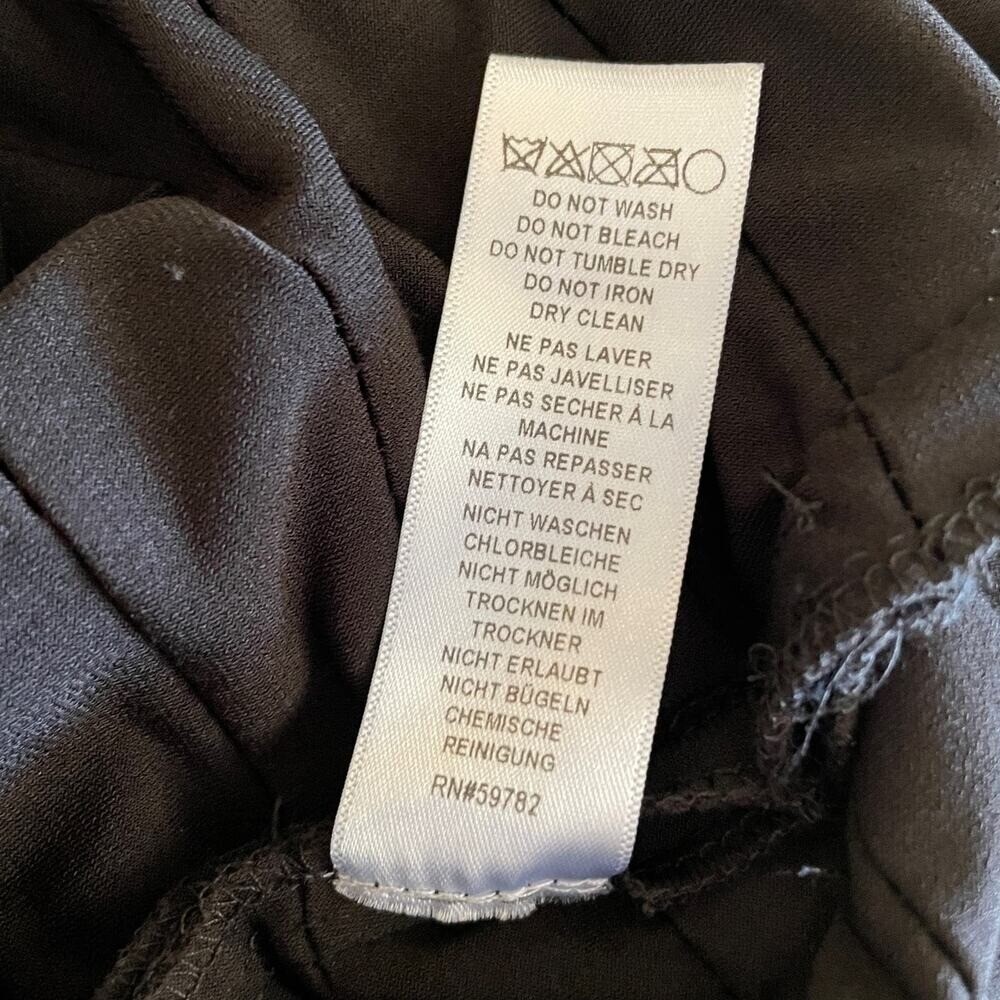 DO NOT WASH
DO NOT BLEACH
DO NOT TUMBLE DRY
DO NOT IRON
DRY CLEAN
NE PAS LAVER
NE PAS JAVELLISER
NE PAS SECHER À LA
MACHINE
NA PAS REPASSER
NETTOYER À SEC
NICHT WASCHEN
CHLORBLEICHE
NICHT MÖGLICH
TROCKNEN IM
TROCKNER
NICHT ERLAUBT
NICHT BÜGELN
CHEMISCHE
REINIGUNG
RN#59782